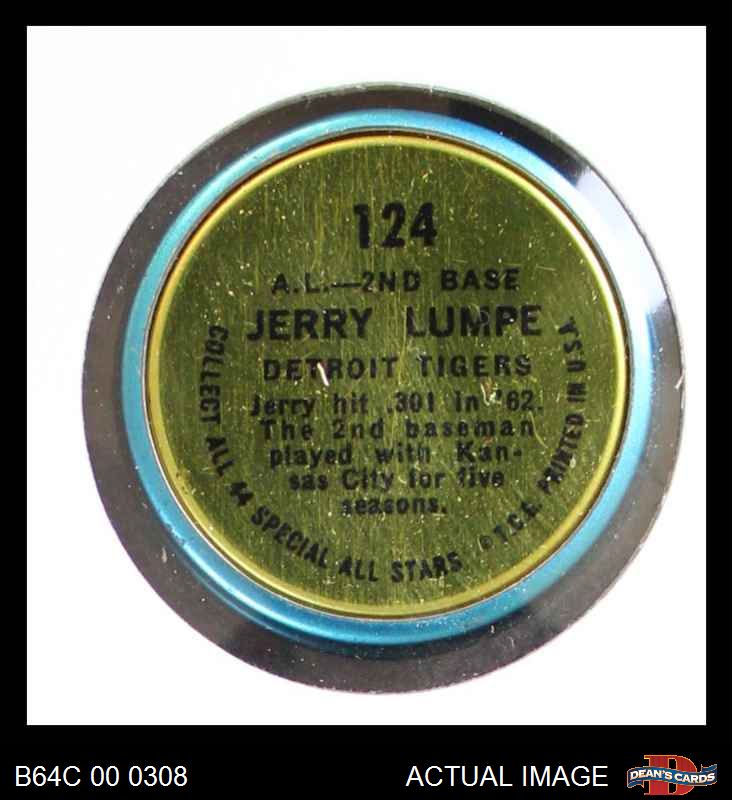 124
A.L.—2ND BASE
JERRY LUMPE
DETROIT TIGERS
Jerry hit .301 in '62.
The 2nd baseman
played with Kan-
sas City for five
seasons.
COLLECT ALL 44 SPECIAL ALL STARS © T.C.G. PRINTED IN U.S.A.
B64C 00 0308
ACTUAL IMAGE
D
DEAN'S CARDS